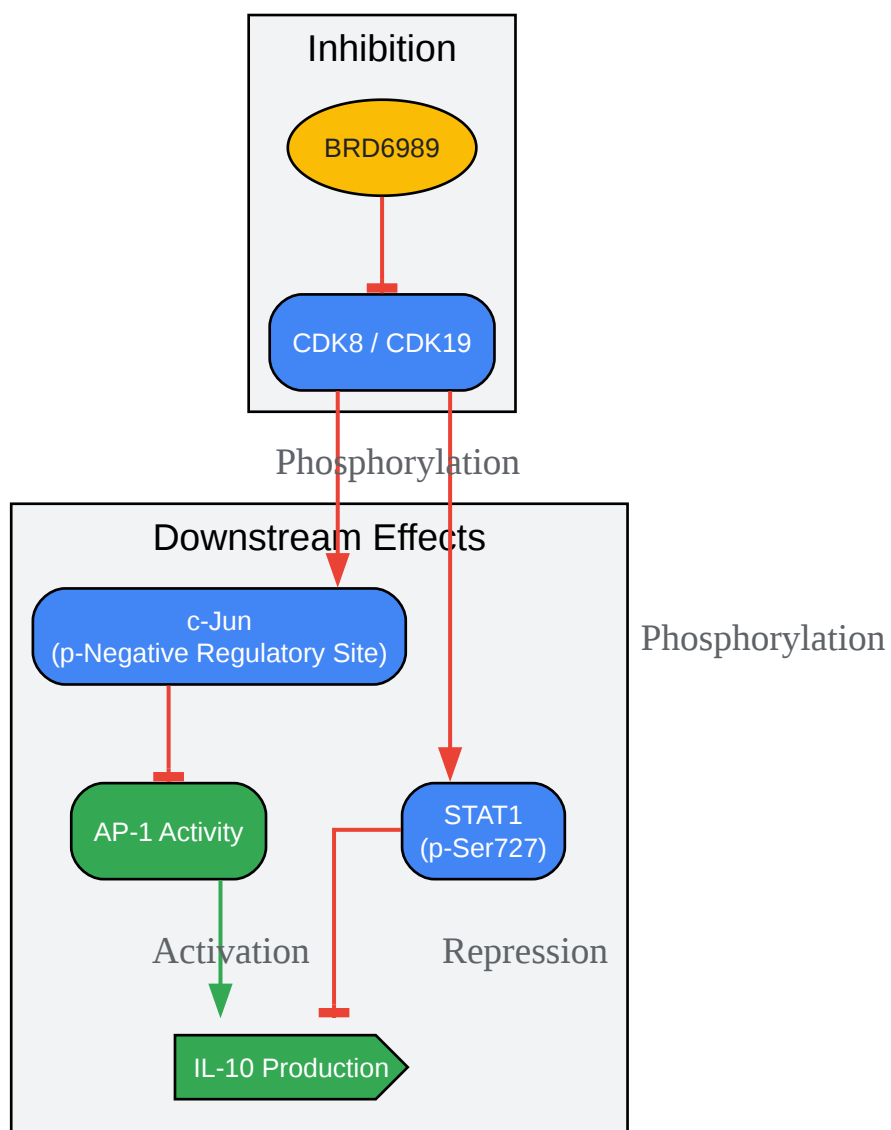 Inhibition
BRD6989
CDK8 / CDK19
Phosphorylation
Downstream Effects
c-Jun
(p-Negative Regulatory Site)
Phosphorylation
AP-1 Activity
STAT1
(p-Ser727)
Activation
Repression
IL-10 Production